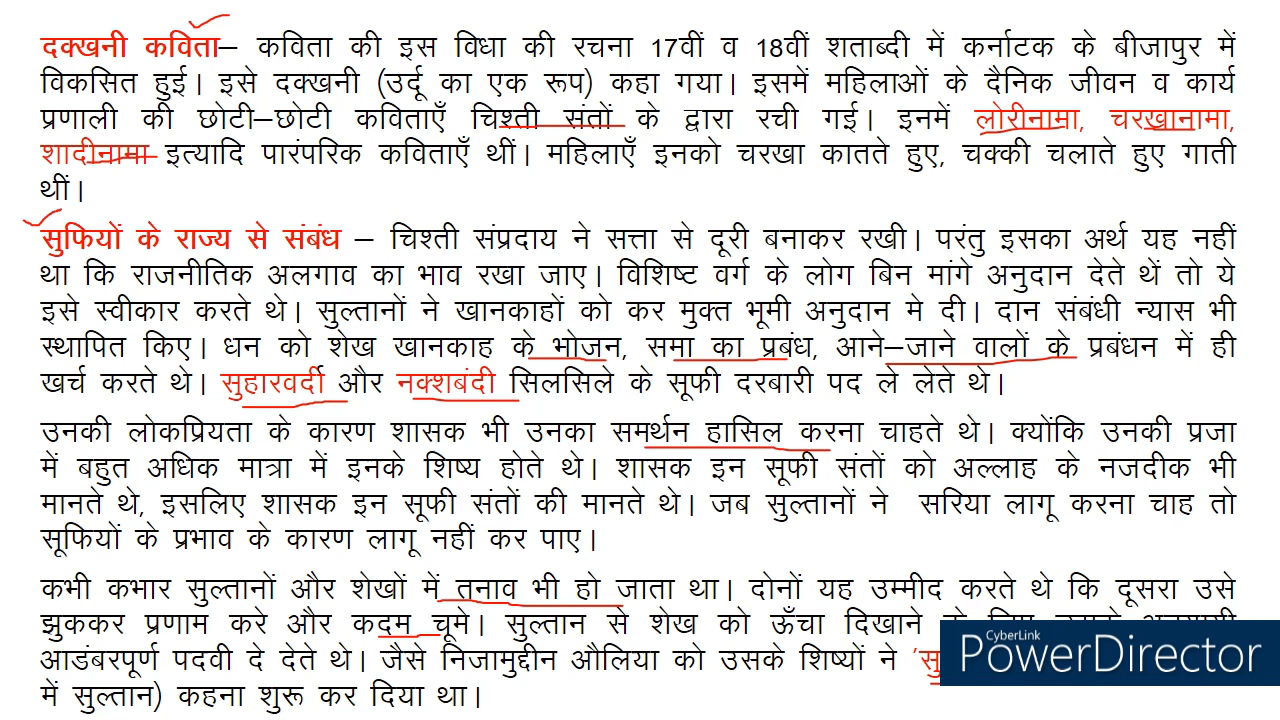 दक्खनी कविता– कविता की इस विधा की रचना 17वीं व 18वीं शताब्दी में कर्नाटक के बीजापुर में
विकसित हुई। इसे दक्खनी (उर्दू का एक रूप) कहा गया। इसमें महिलाओं के दैनिक जीवन व कार्य
प्रणाली की छोटी–छोटी कविताएँ चिश्ती संतों के द्वारा रची गई। इनमें लोरीनामा, चरखानामा,
शादीनामा इत्यादि पारंपरिक कविताएँ थीं। महिलाएँ इनको चरखा कातते हुए, चक्की चलाते हुए गाती
थीं।
सुफियों के राज्य से संबंध – चिश्ती संप्रदाय ने सत्ता से दूरी बनाकर रखी। परंतु इसका अर्थ यह नहीं
था कि राजनीतिक अलगाव का भाव रखा जाए। विशिष्ट वर्ग के लोग बिन मांगे अनुदान देते थें तो ये
इसे स्वीकार करते थे। सुल्तानों ने खानकाहों को कर मुक्त भूमी अनुदान मे दी। दान संबंधी न्यास भी
स्थापित किए। धन को शेख खानकाह के भोजन, समा का प्रबंध, आने–जाने वालों के प्रबंधन में ही
खर्च करते थे। सुहारवर्दी और नक्शबंदी सिलसिले के सूफी दरबारी पद ले लेते थे।
उनकी लोकप्रियता के कारण शासक भी उनका समर्थन हासिल करना चाहते थे। क्योंकि उनकी प्रजा
में बहुत अधिक मात्रा में इनके शिष्य होते थे। शासक इन सूफी संतों को अल्लाह के नजदीक भी
मानते थे, इसलिए शासक इन सूफी संतों की मानते थे। जब सुल्तानों ने सरिया लागू करना चाह तो
सूफियों के प्रभाव के कारण लागू नहीं कर पाए।
कभी कभार सुल्तानों और शेखों में तनाव भी हो जाता था। दोनों यह उम्मीद करते थे कि दूसरा उसे
झुककर प्रणाम करे और कदम चूमे। सुल्तान से शेख को ऊँचा दिखाने
आडंबरपूर्ण पदवी दे देते थे। जैसे निजामुद्दीन औलिया को उसके शिष्यों ने
में सुल्तान) कहना शुरू कर दिया था।
CyberLink
PowerDirector